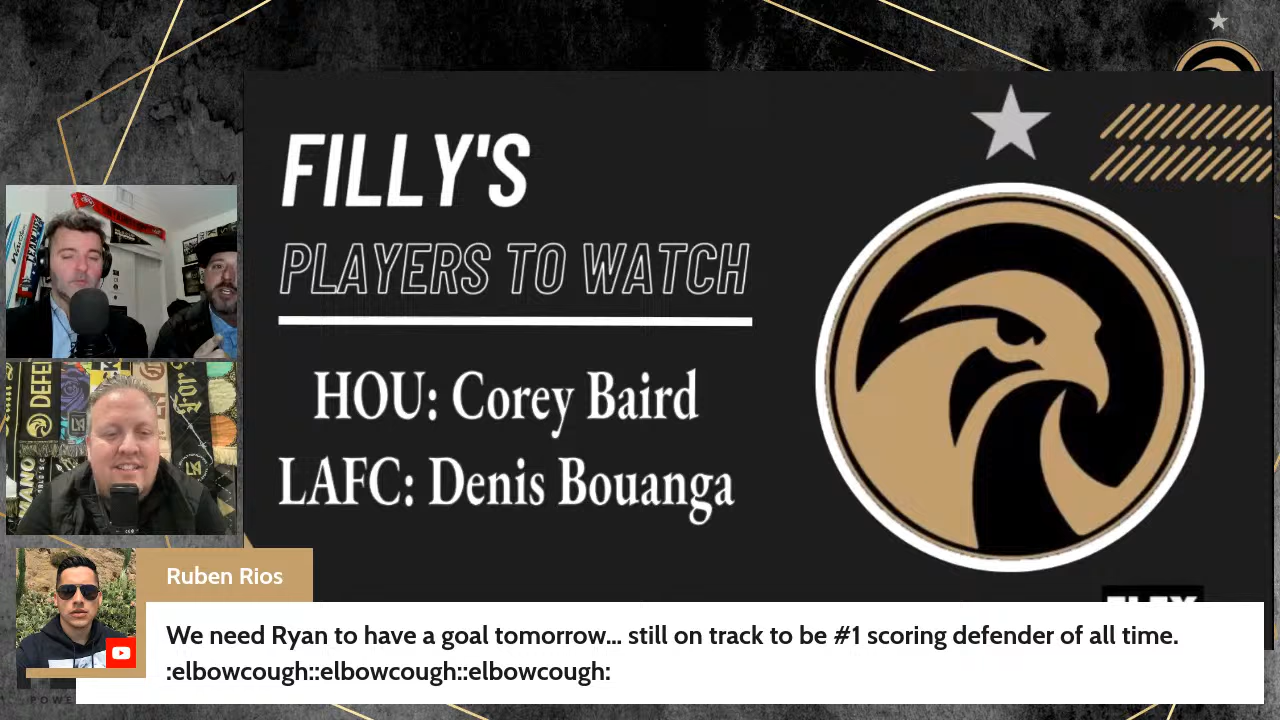 FILLY'S
PLAYERS TO WATCH
HOU: Corey Baird
LAFC: Denis Bouanga
Ruben Rios
We need Ryan to have a goal tomorrow... still on track to be #1 scoring defender of all time.
:elbowcough::elbowcough::elbowcough:
POWE